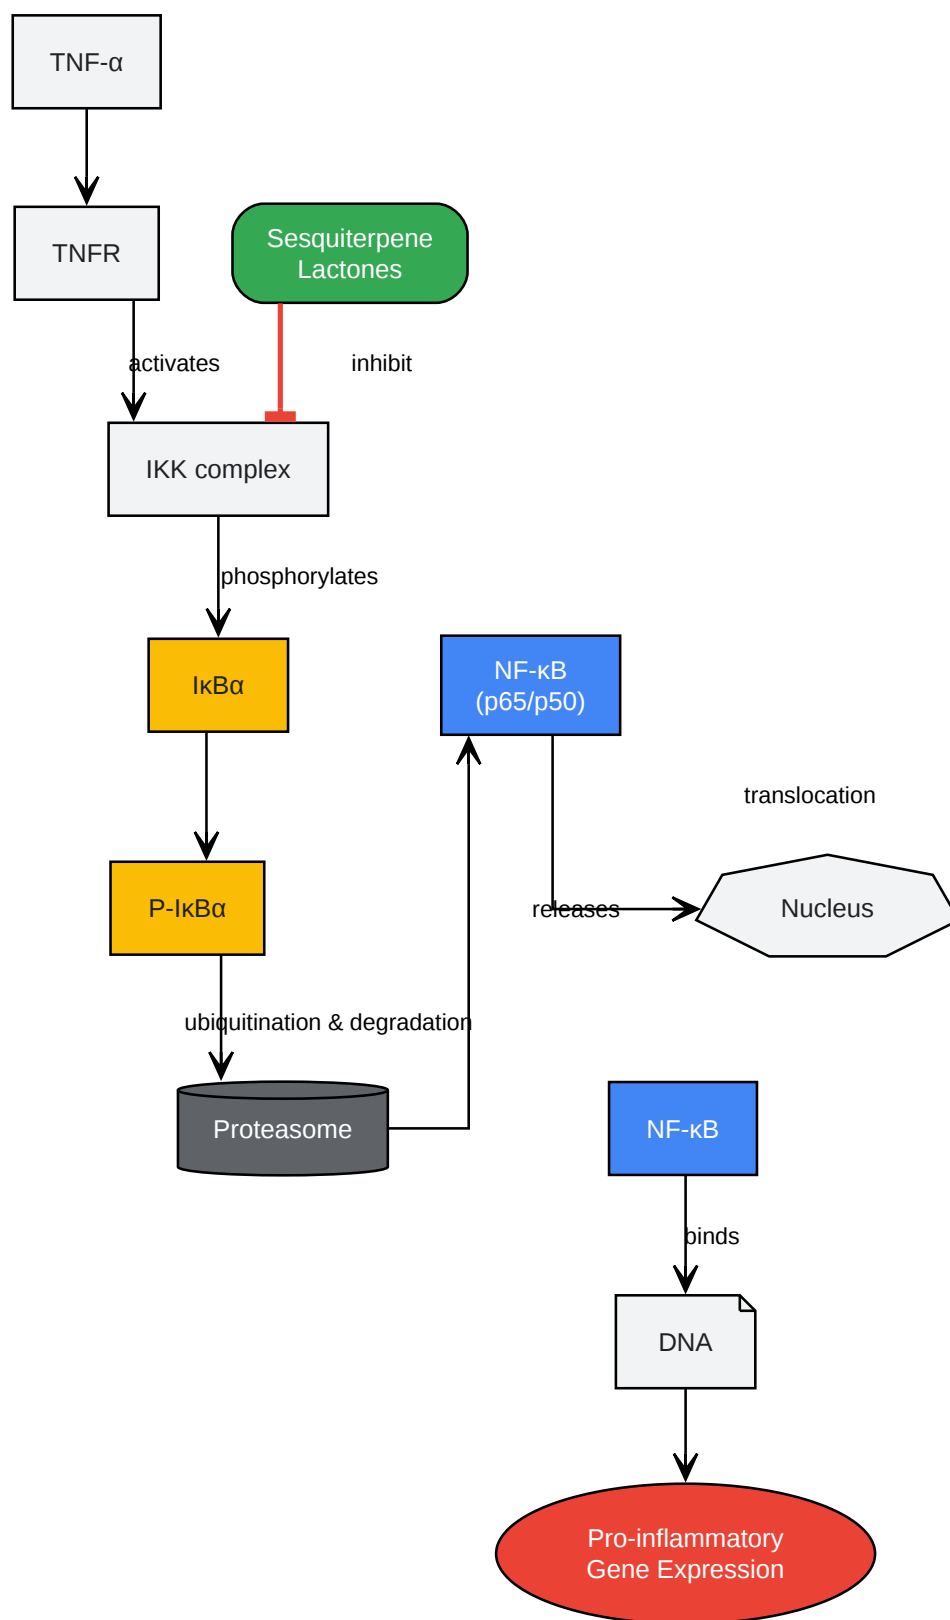 TNF-α
TNFR
Sesquiterpene
Lactones
activates
inhibit
IKK complex
phosphorylates
IκBα
NF-κB
(p65/p50)
translocation
P-IκBα
releases
Nucleus
ubiquitination & degradation
Proteasome
NF-κB
binds
DNA
Pro-inflammatory
Gene Expression